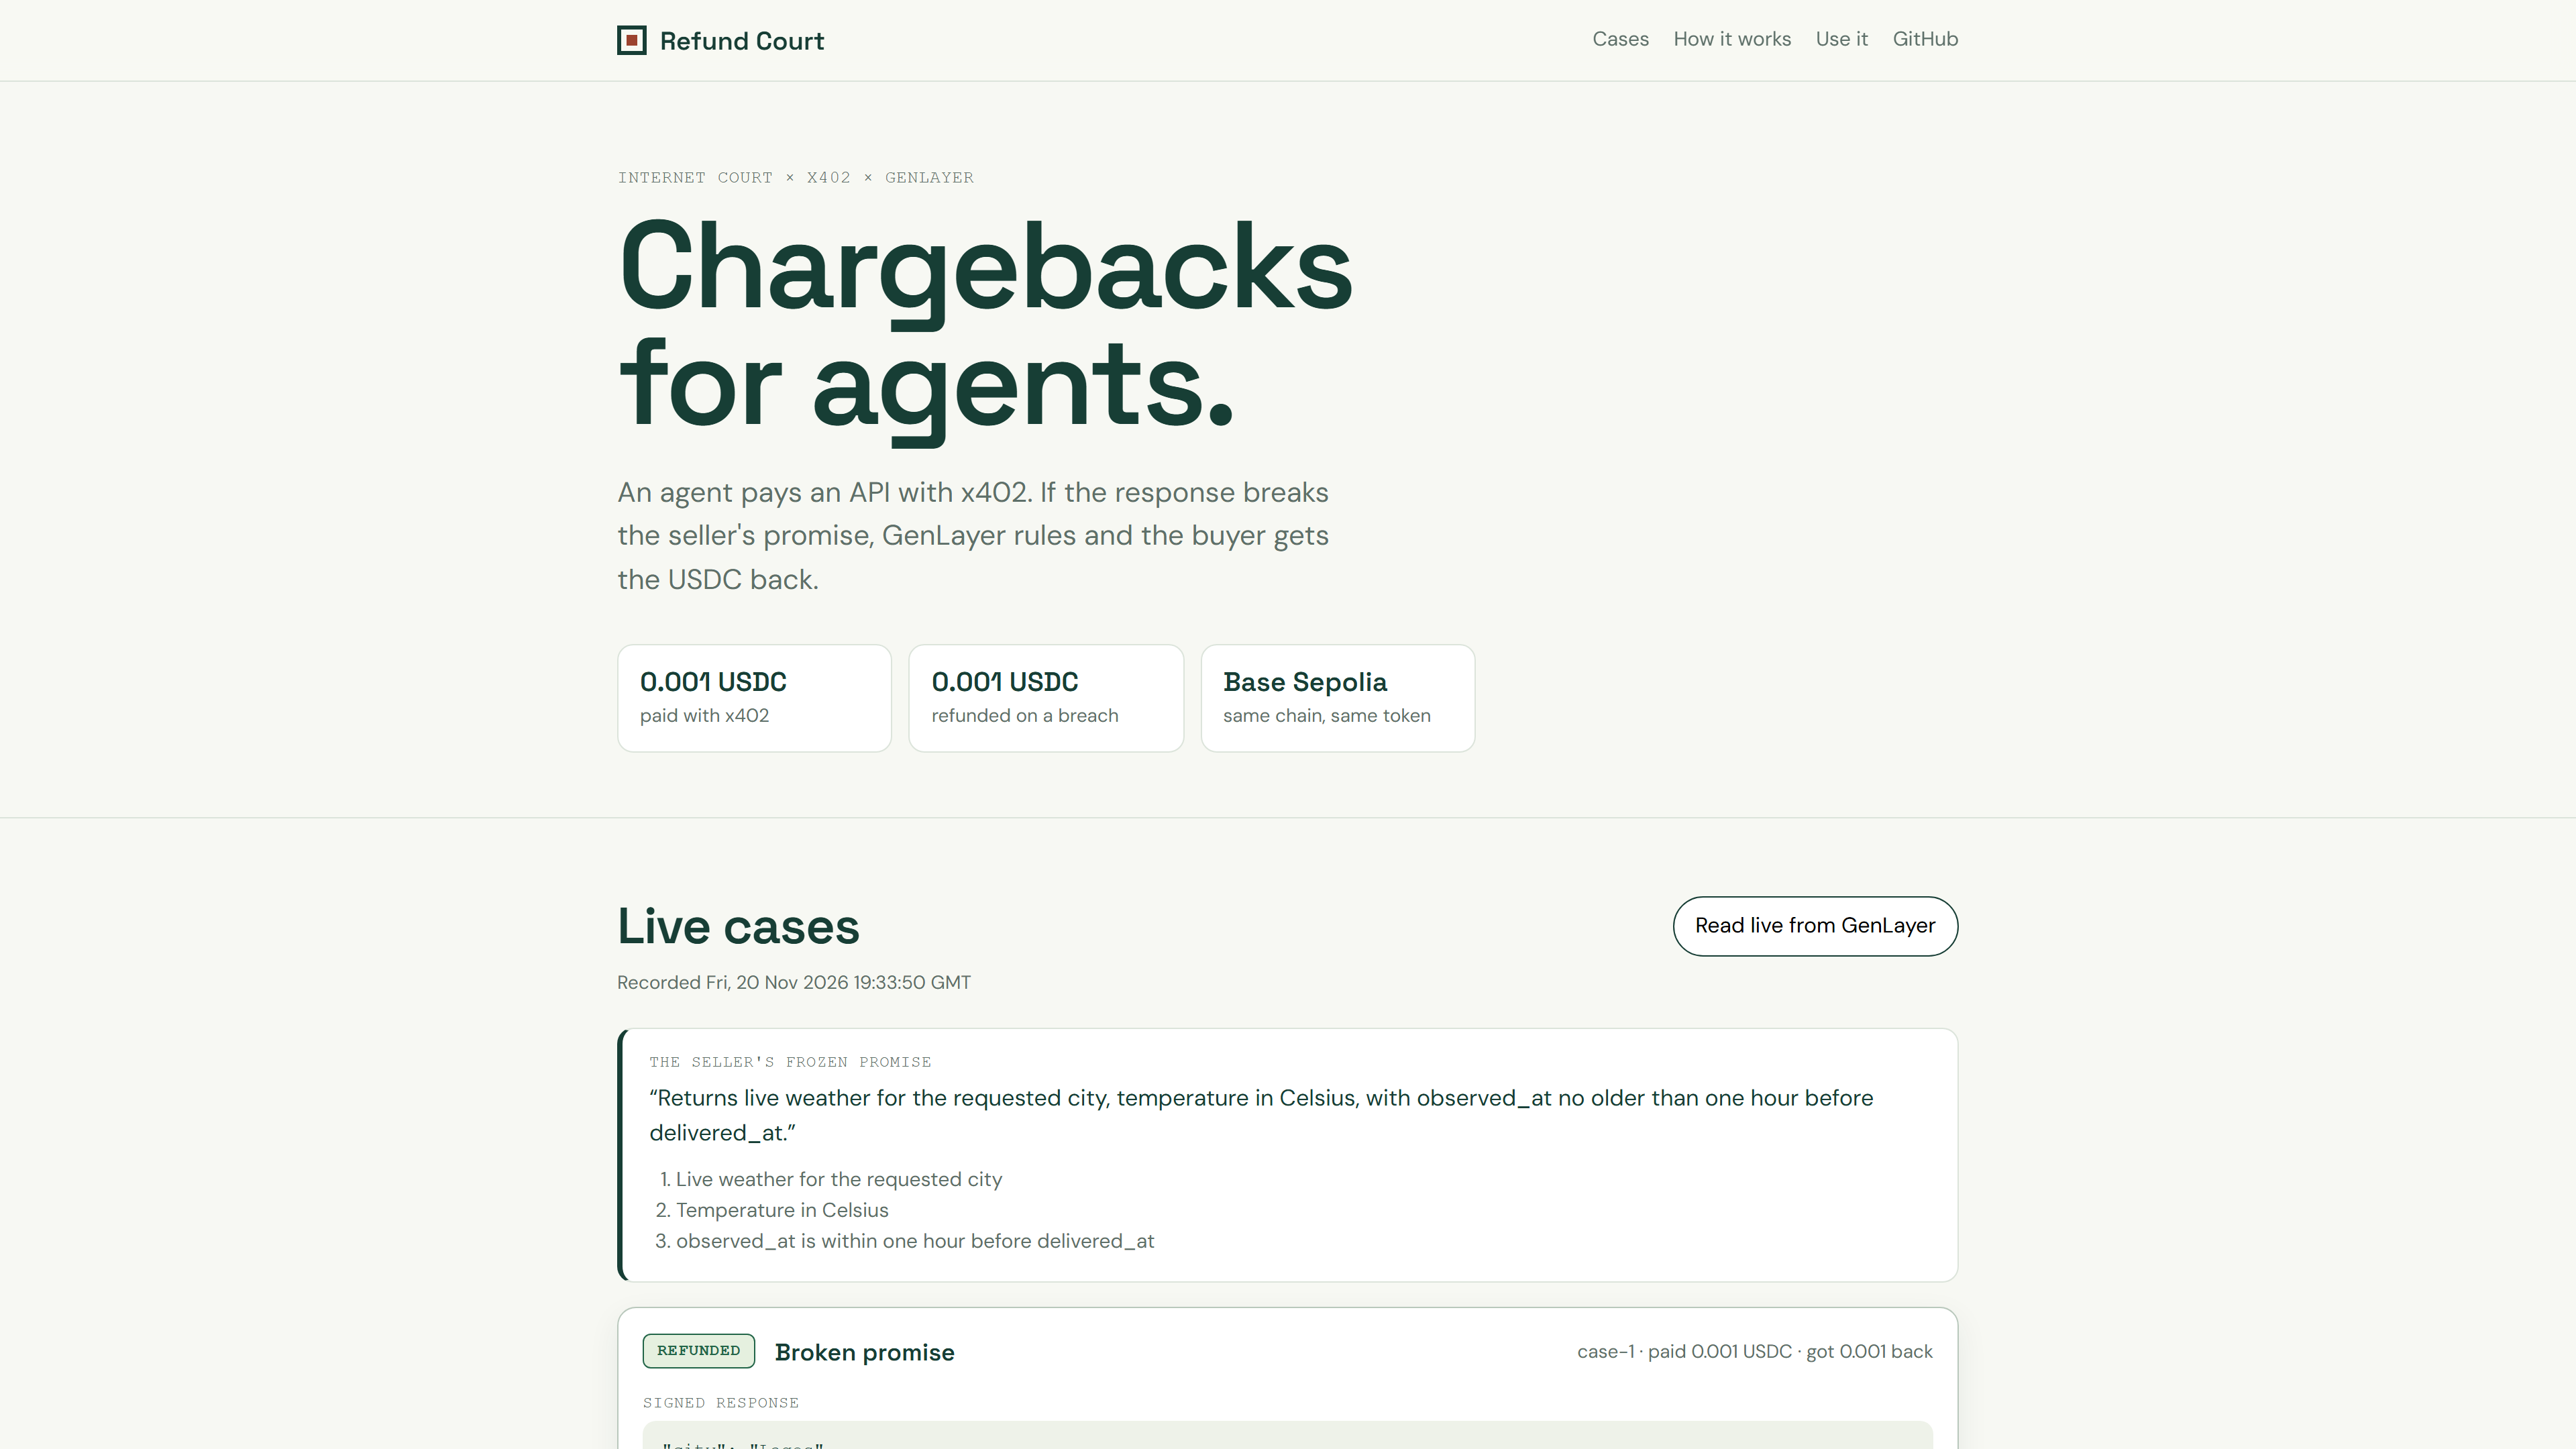 Refund Court
Cases How it works Use it GitHub
INTERNET COURT × X402 × GENLAYER
Chargebacks
for agents.
An agent pays an API with x402. If the response breaks
the seller's promise, GenLayer rules and the buyer gets
the USDC back.
0.001 USDC
paid with x402
0.001 USDC
refunded on a breach
Base Sepolia
same chain, same token
Live cases
Read live from GenLayer
Recorded Fri, 20 Nov 2026 19:33:50 GMT
THE SELLER'S FROZEN PROMISE
“Returns live weather for the requested city, temperature in Celsius, with observed_at no older than one hour before
delivered_at.”
1. Live weather for the requested city
2. Temperature in Celsius
3. observed_at is within one hour before delivered_at
REFUNDED
Broken promise
case-1 · paid 0.001 USDC · got 0.001 back
SIGNED RESPONSE